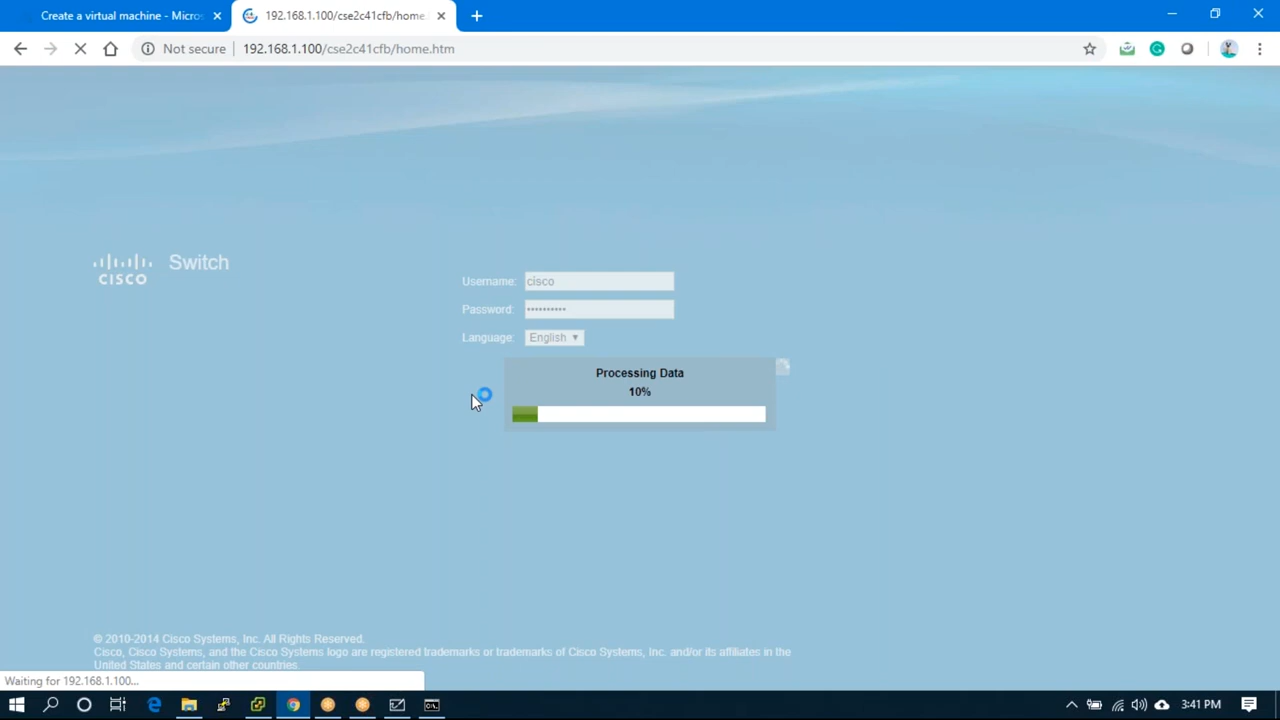 Create a virtual machine - Micros
192.168.1.100/cse2c41cfb/home.
Not secure
192.168.1.100/cse2c41cfb/home.htm
CISCO
Switch
Username:
cisco
Password:
••••••••••
Language:
English
Processing Data
10%
© 2010-2014 Cisco Systems, Inc. All Rights Reserved.
Cisco, Cisco Systems, and the Cisco Systems logo are registered trademarks or trademarks of Cisco Systems, Inc. and/or its affiliates in the
United States and certain other countries.
Waiting for 192.168.1.100...
3:41 PM